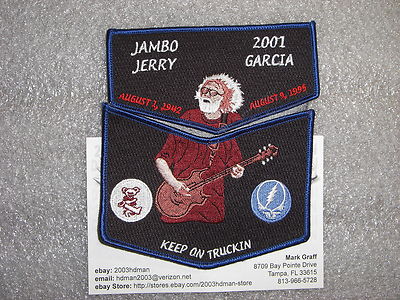 JAMBO 2001
JERRY GARCIA
AUGUST 1, 1942 AUGUST 9, 1995
KEEP ON TRUCKIN
Mark Graff
8709 Bay Pointe Drive
Tampa, FL 33615
813-966-5728
ebay: 2003hdman
email: hdman2003@verizon.net
ebay Store: http://stores.ebay.com/2003hdman-store